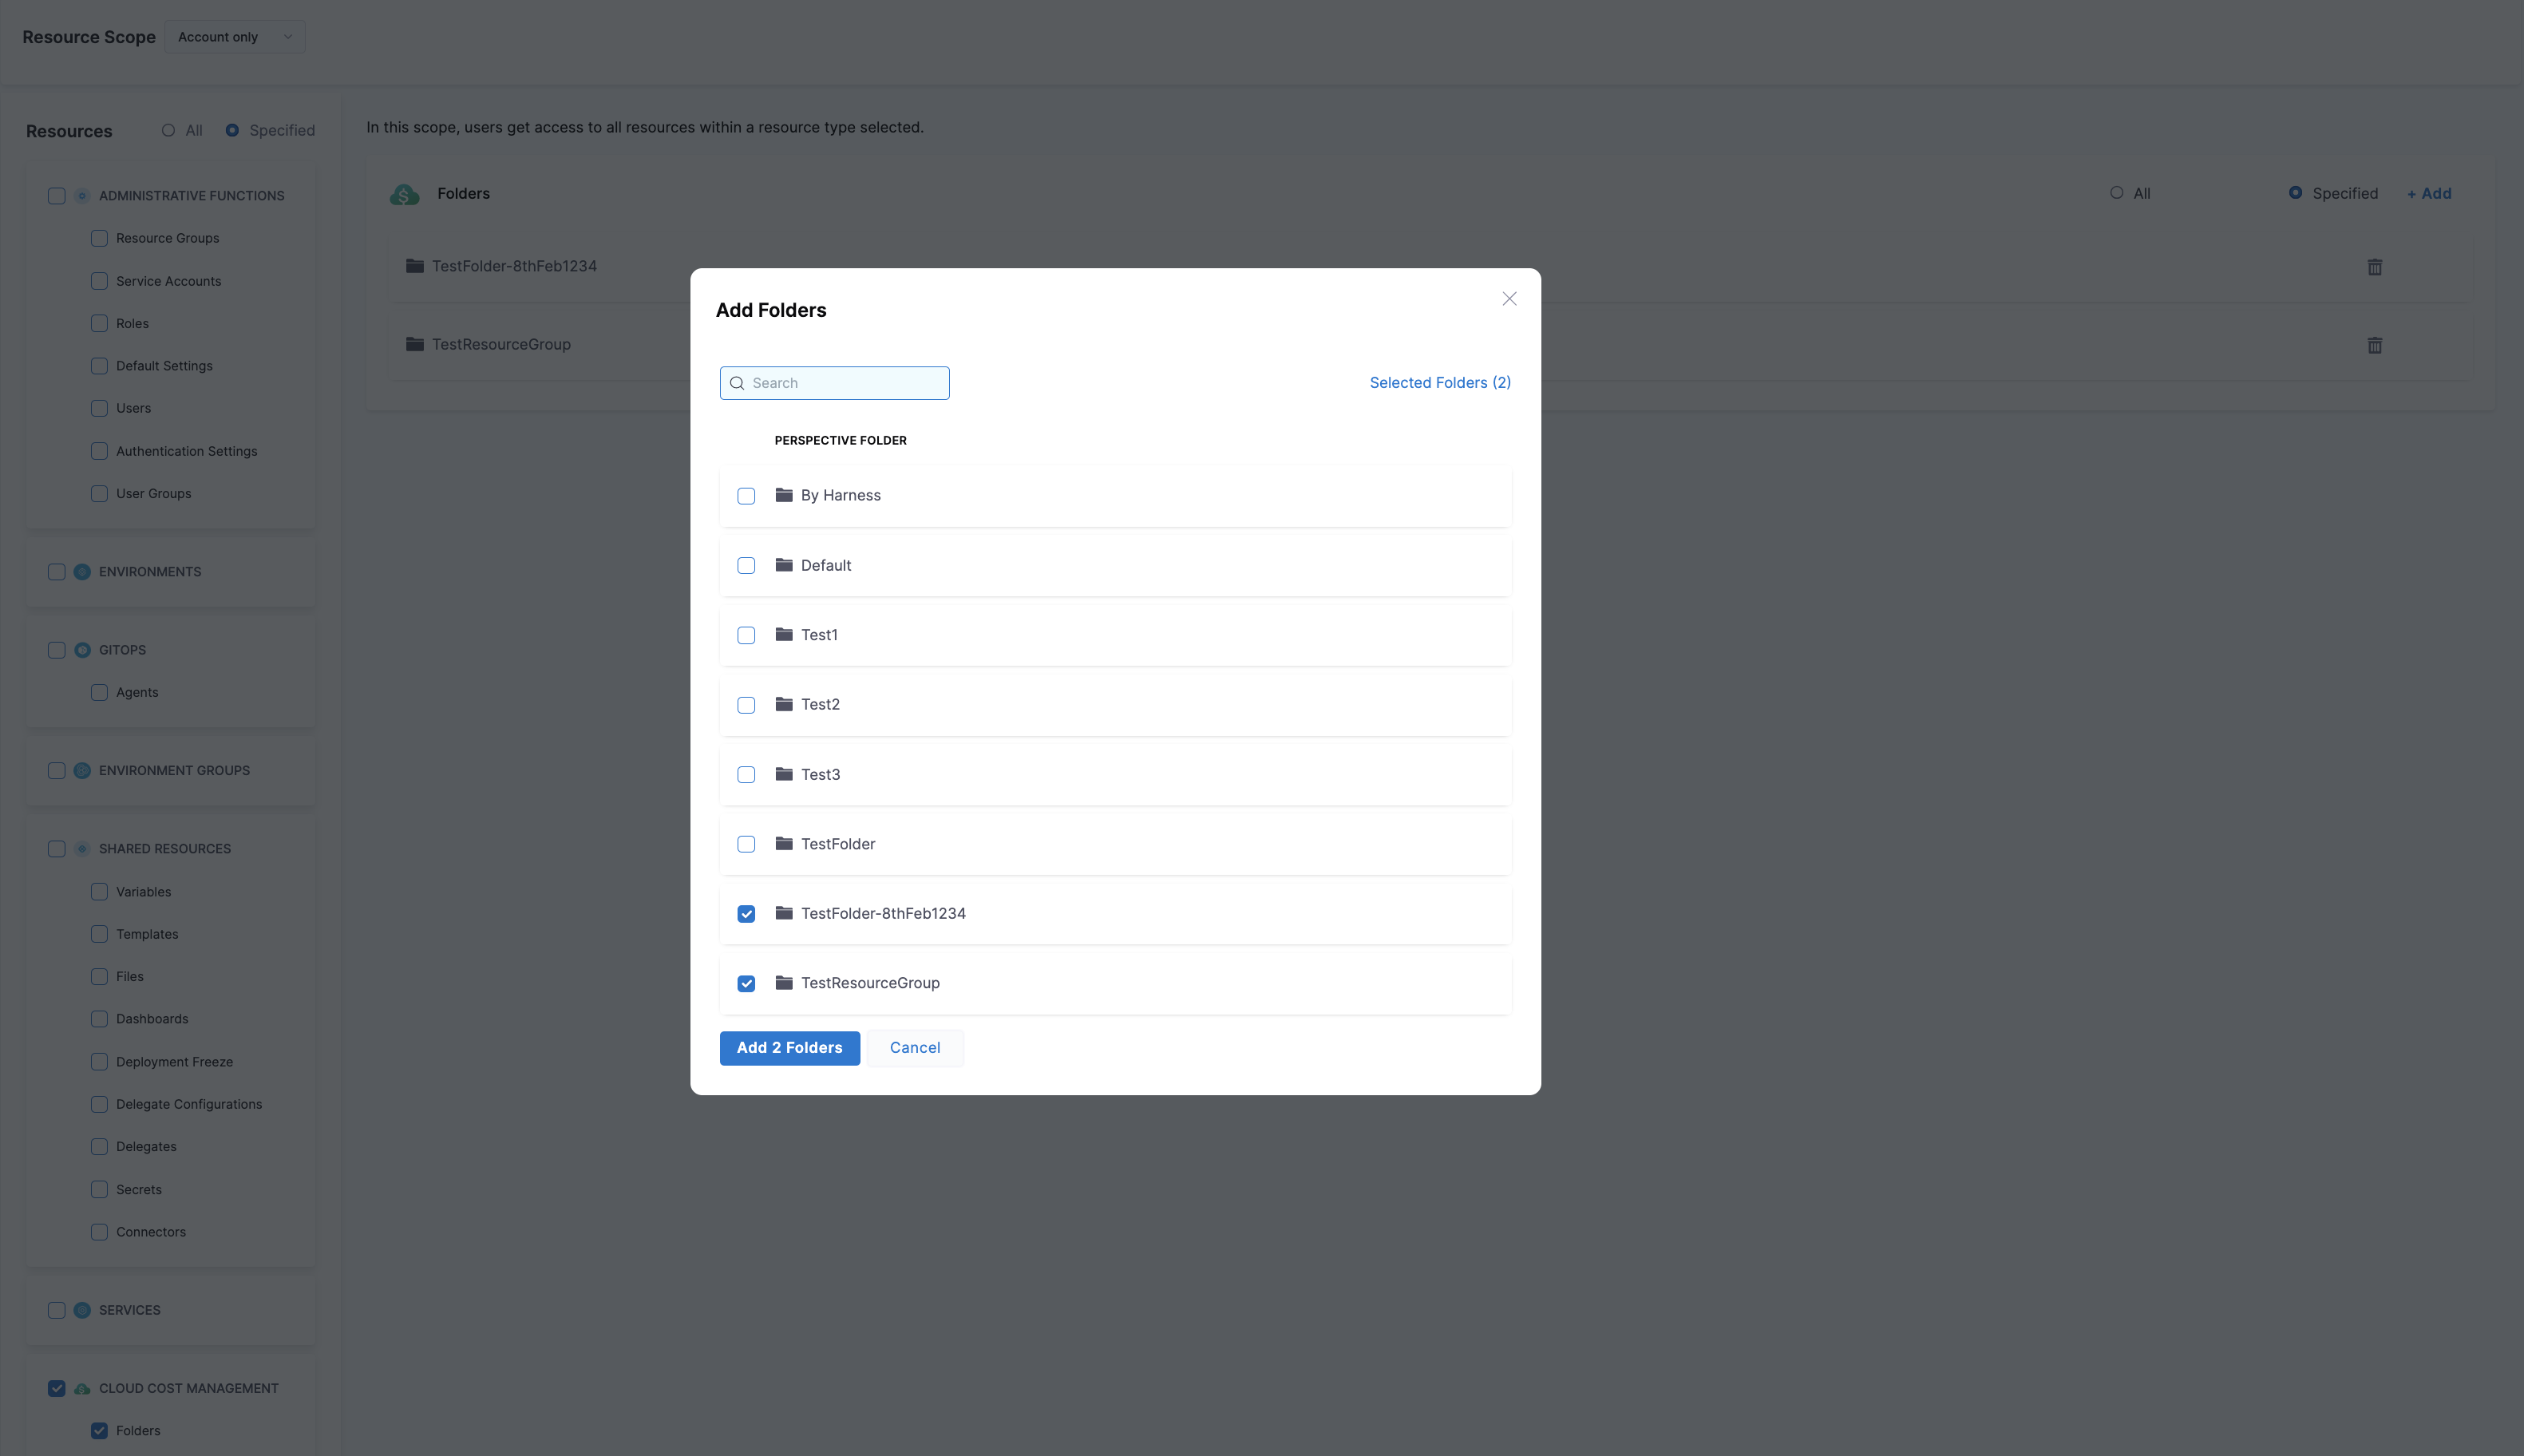 Resource Scope Account only
Resources All Specified
ADMINISTRATIVE FUNCTIONS
Resource Groups
Service Accounts
Roles
Default Settings
Users
Authentication Settings
User Groups
ENVIRONMENTS
GITOPS
Agents
ENVIRONMENT GROUPS
SHARED RESOURCES
Variables
Templates
Files
Dashboards
Deployment Freeze
Delegate Configurations
Delegates
Secrets
Connectors
SERVICES
CLOUD COST MANAGEMENT
Folders
In this scope, users get access to all resources within a resource type selected.
Folders All Specified + Add
TestFolder-8thFeb1234
TestResourceGroup
Add Folders
Search Selected Folders (2)
PERSPECTIVE FOLDER
By Harness
Default
Test1
Test2
Test3
TestFolder
TestFolder-8thFeb1234
TestResourceGroup
Add 2 Folders Cancel